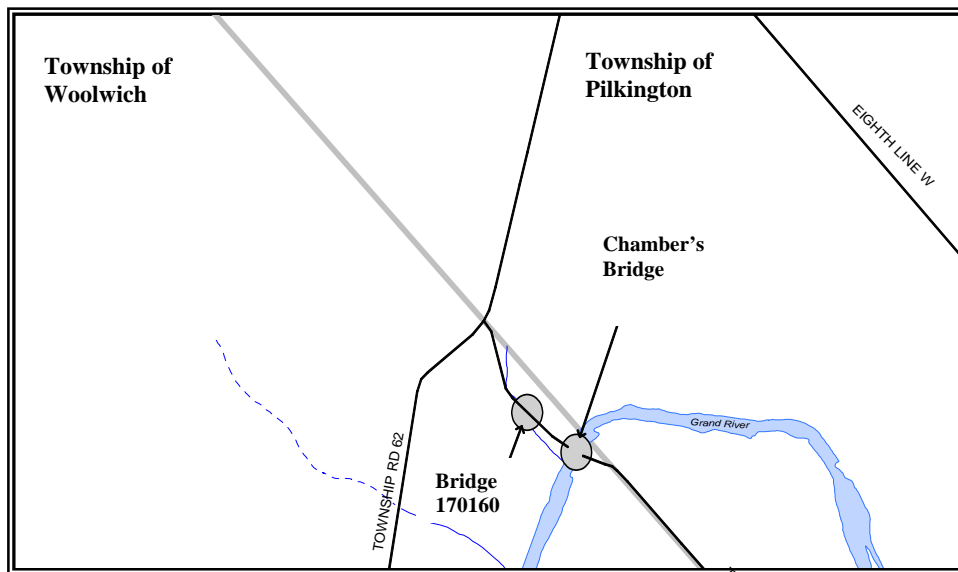 Township of
Woolwich
Township of
Pilkington
EIGHTH LINE W
Chamber’s
Bridge
Grand River
TOWNSHIP RD 62
Bridge
170160